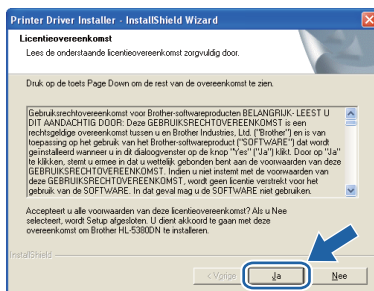 Printer Driver Installer - InstallShield Wizard
Licentieovereenkomst
Lees de onderstaande licentieovereenkomst zorgvuldig door.
Druk op de toets Page Down om de rest van de overeenkomst te zien.
Gebruiksrechtovereenkomst voor Brother-softwareproducten BELANGRIJK- LEEST U
DIT AANDACHTIG DOOR: Deze GEBRUIKSRECHTOVEREENKOMST is een
rechtsgeldige overeenkomst tussen u en Brother Industries, Ltd. ("Brother") en is van
toepassing op het gebruik van het Brother-softwareproduct ("SOFTWARE") dat wordt
geïnstalleerd wanneer u in dit dialoogvenster op de knop "Yes" ("Ja") klikt. Door op "Ja"
te klikken, stemt u ermee in dat u wettelijk gebonden bent aan de voorwaarden van deze
GEBRUIKSRECHTOVEREENKOMST. Indien u niet instemt met de voorwaarden van
deze GEBRUIKSRECHTOVEREENKOMST, wordt geen licentie verstrekt voor het
gebruik van de SOFTWARE. In dat geval mag u de SOFTWARE niet gebruiken.
Accepteert u alle voorwaarden van deze licentieovereenkomst? Als u Nee
selecteert, wordt Setup afgesloten. U dient akkoord te gaan met deze
overeenkomst om Brother HL-5380DN te installeren.
InstallShield
< Vorige
Ja
Nee